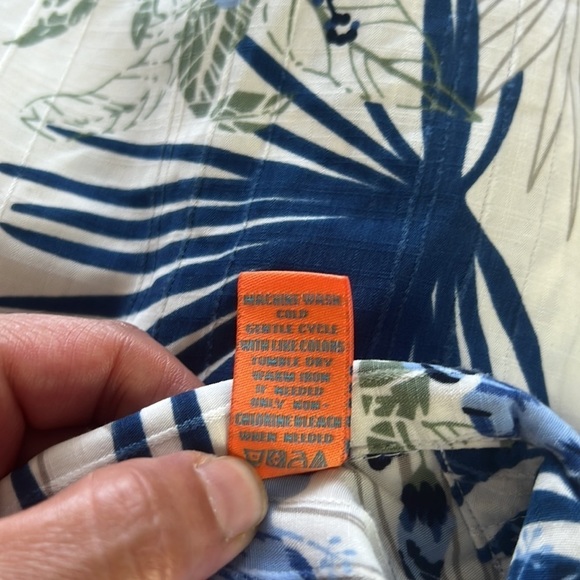 MACHINE WASH
COLD
GENTLE CYCLE
WITH LIKE COLORS
TUMBLE DRY
WARM IRON
IF NEEDED
ONLY NON
CHLORINE BLEACH
WHEN NEEDED